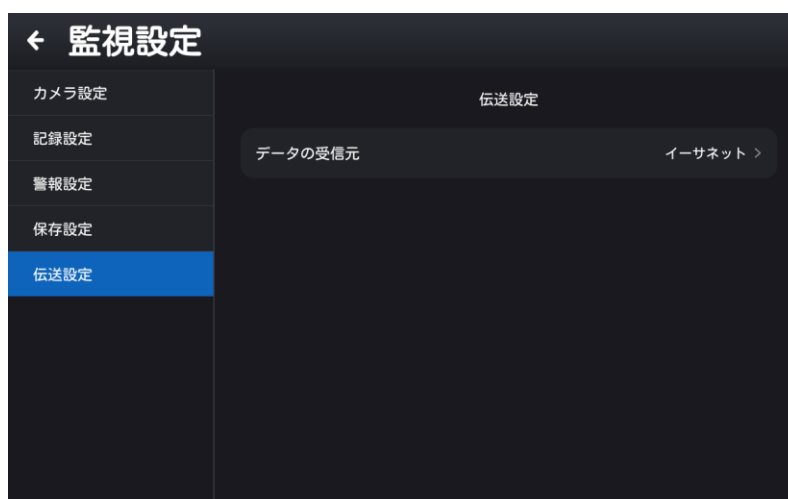 監視設定
カメラ設定
記録設定
警報設定
保存設定
伝送設定
伝送設定
データの受信元
イーサネット